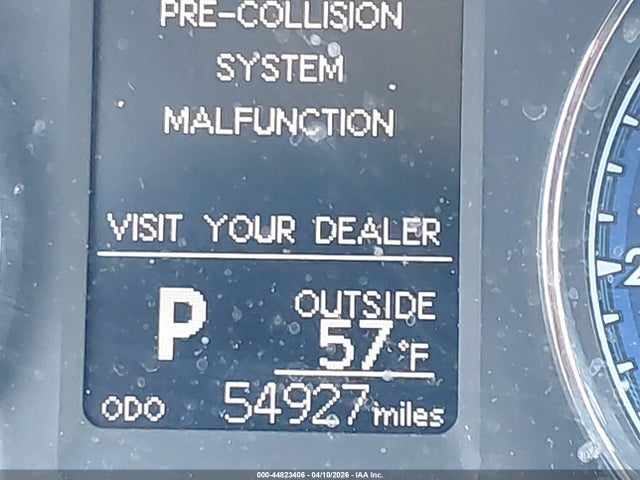 PRE-COLLISION
SYSTEM
MALFUNCTION
VISIT YOUR DEALER
P
OUTSIDE
57°F
ODO 54927 miles
2
000-44823406 - 04/10/2026 - IAA Inc.